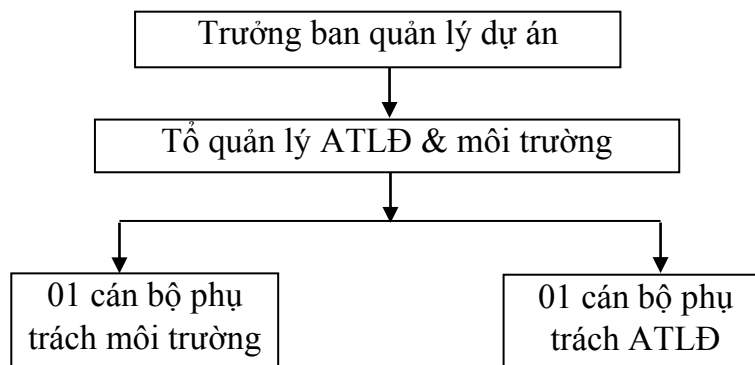 Trưởng ban quản lý dự án
Tổ quản lý ATLĐ & môi trường
01 cán bộ phụ
trách môi trường
01 cán bộ phụ
trách ATLĐ